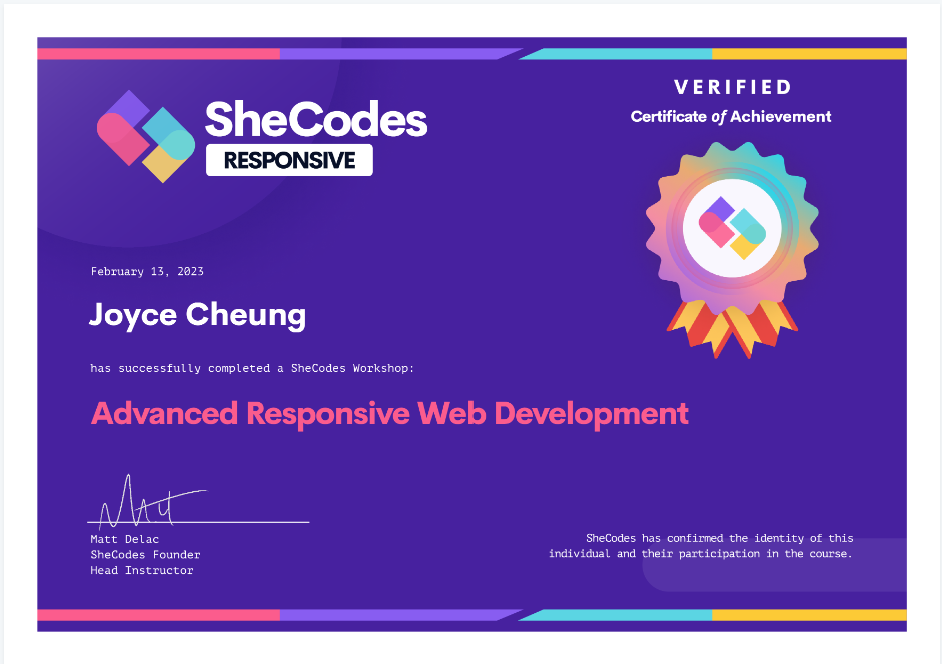 SheCodes
RESPONSIVE
VERIFIED
Certificate of Achievement
February 13, 2023
Joyce Cheung
has successfully completed a SheCodes Workshop:
Advanced Responsive Web Development
Matt Delac
SheCodes Founder
Head Instructor
SheCodes has confirmed the identity of this
individual and their participation in the course.